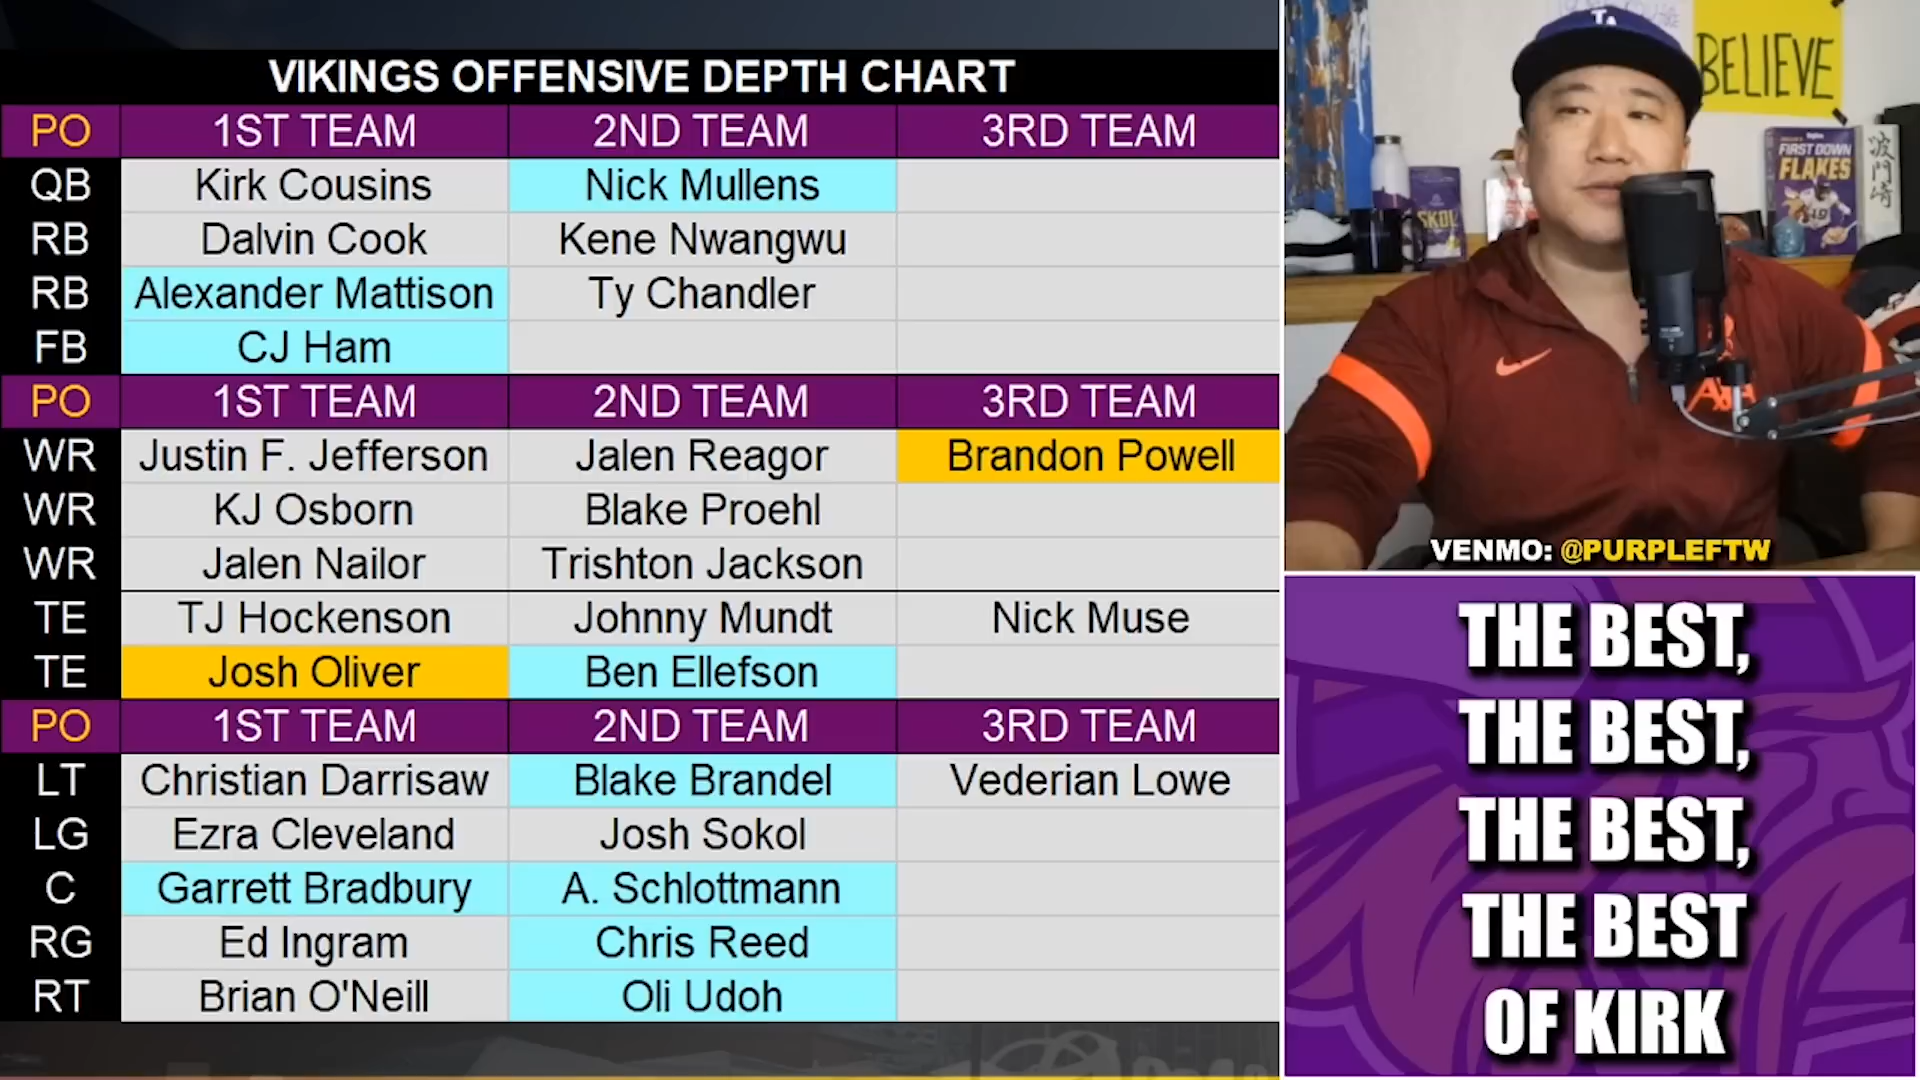 VIKINGS OFFENSIVE DEPTH CHART
PO 1ST TEAM 2ND TEAM 3RD TEAM
QB Kirk Cousins Nick Mullens
RB Dalvin Cook Kene Nwangwu
RB Alexander Mattison Ty Chandler
FB CJ Ham
PO 1ST TEAM 2ND TEAM 3RD TEAM
WR Justin F. Jefferson Jalen Reagor Brandon Powell
WR KJ Osborn Blake Proehl
WR Jalen Nailor Trishton Jackson
TE TJ Hockenson Johnny Mundt Nick Muse
TE Josh Oliver Ben Ellefson
PO 1ST TEAM 2ND TEAM 3RD TEAM
LT Christian Darrisaw Blake Brandel Vederian Lowe
LG Ezra Cleveland Josh Sokol
C Garrett Bradbury A. Schlottmann
RG Ed Ingram Chris Reed
RT Brian O'Neill Oli Udoh
BELIEVE
FIRST DOWN
FLAKES
SKOL
VENMO: @PURPLEFTW
THE BEST,
THE BEST,
THE BEST,
THE BEST
OF KIRK